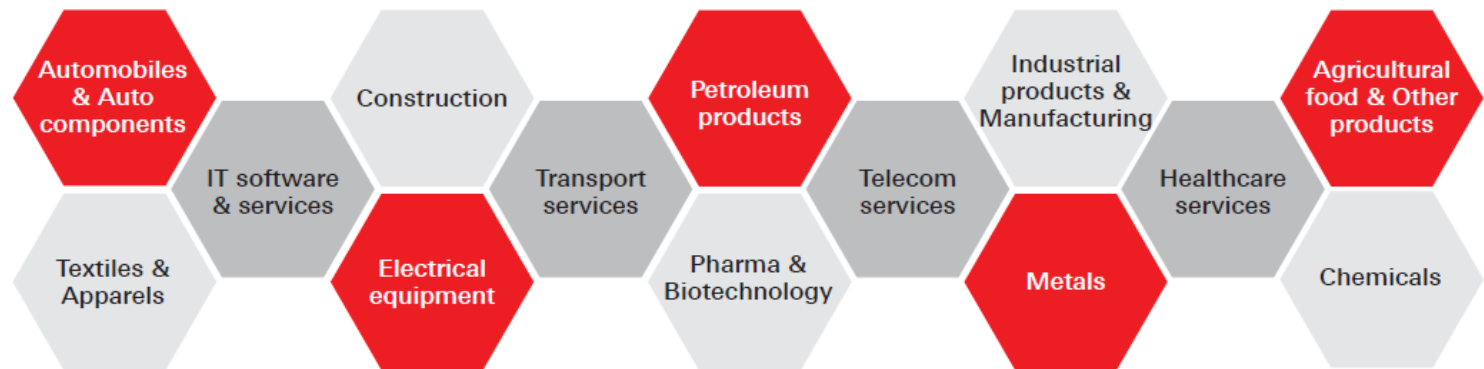 Automobiles
& Auto
components
Construction
Petroleum
products
Industrial
products &
Manufacturing
Agricultural
food & Other
products
IT software
& services
Transport
services
Telecom
services
Healthcare
services
Textiles &
Apparels
Electrical
equipment
Pharma &
Biotechnology
Metals
Chemicals